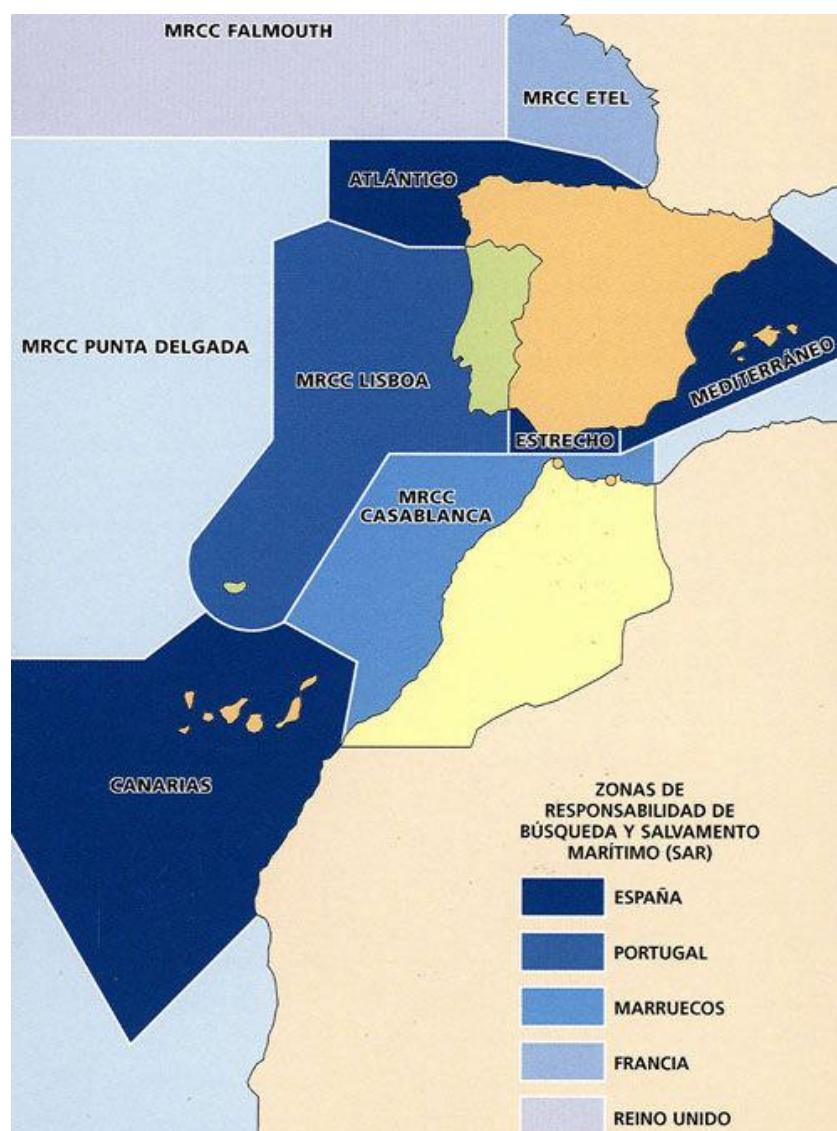 MRCC FALMOUTH
MRCC ETEL
ATLÁNTICO
MRCC PUNTA DELGADA
MRCC LISBOA
MEDITERRÁNEO
ESTRECHO
MRCC
CASABLANCA
CANARIAS
ZONAS DE
RESPONSABILIDAD DE
BÚSQUEDA Y SALVAMENTO
MARÍTIMO (SAR)
ESPAÑA
PORTUGAL
MARRUECOS
FRANCIA
REINO UNIDO